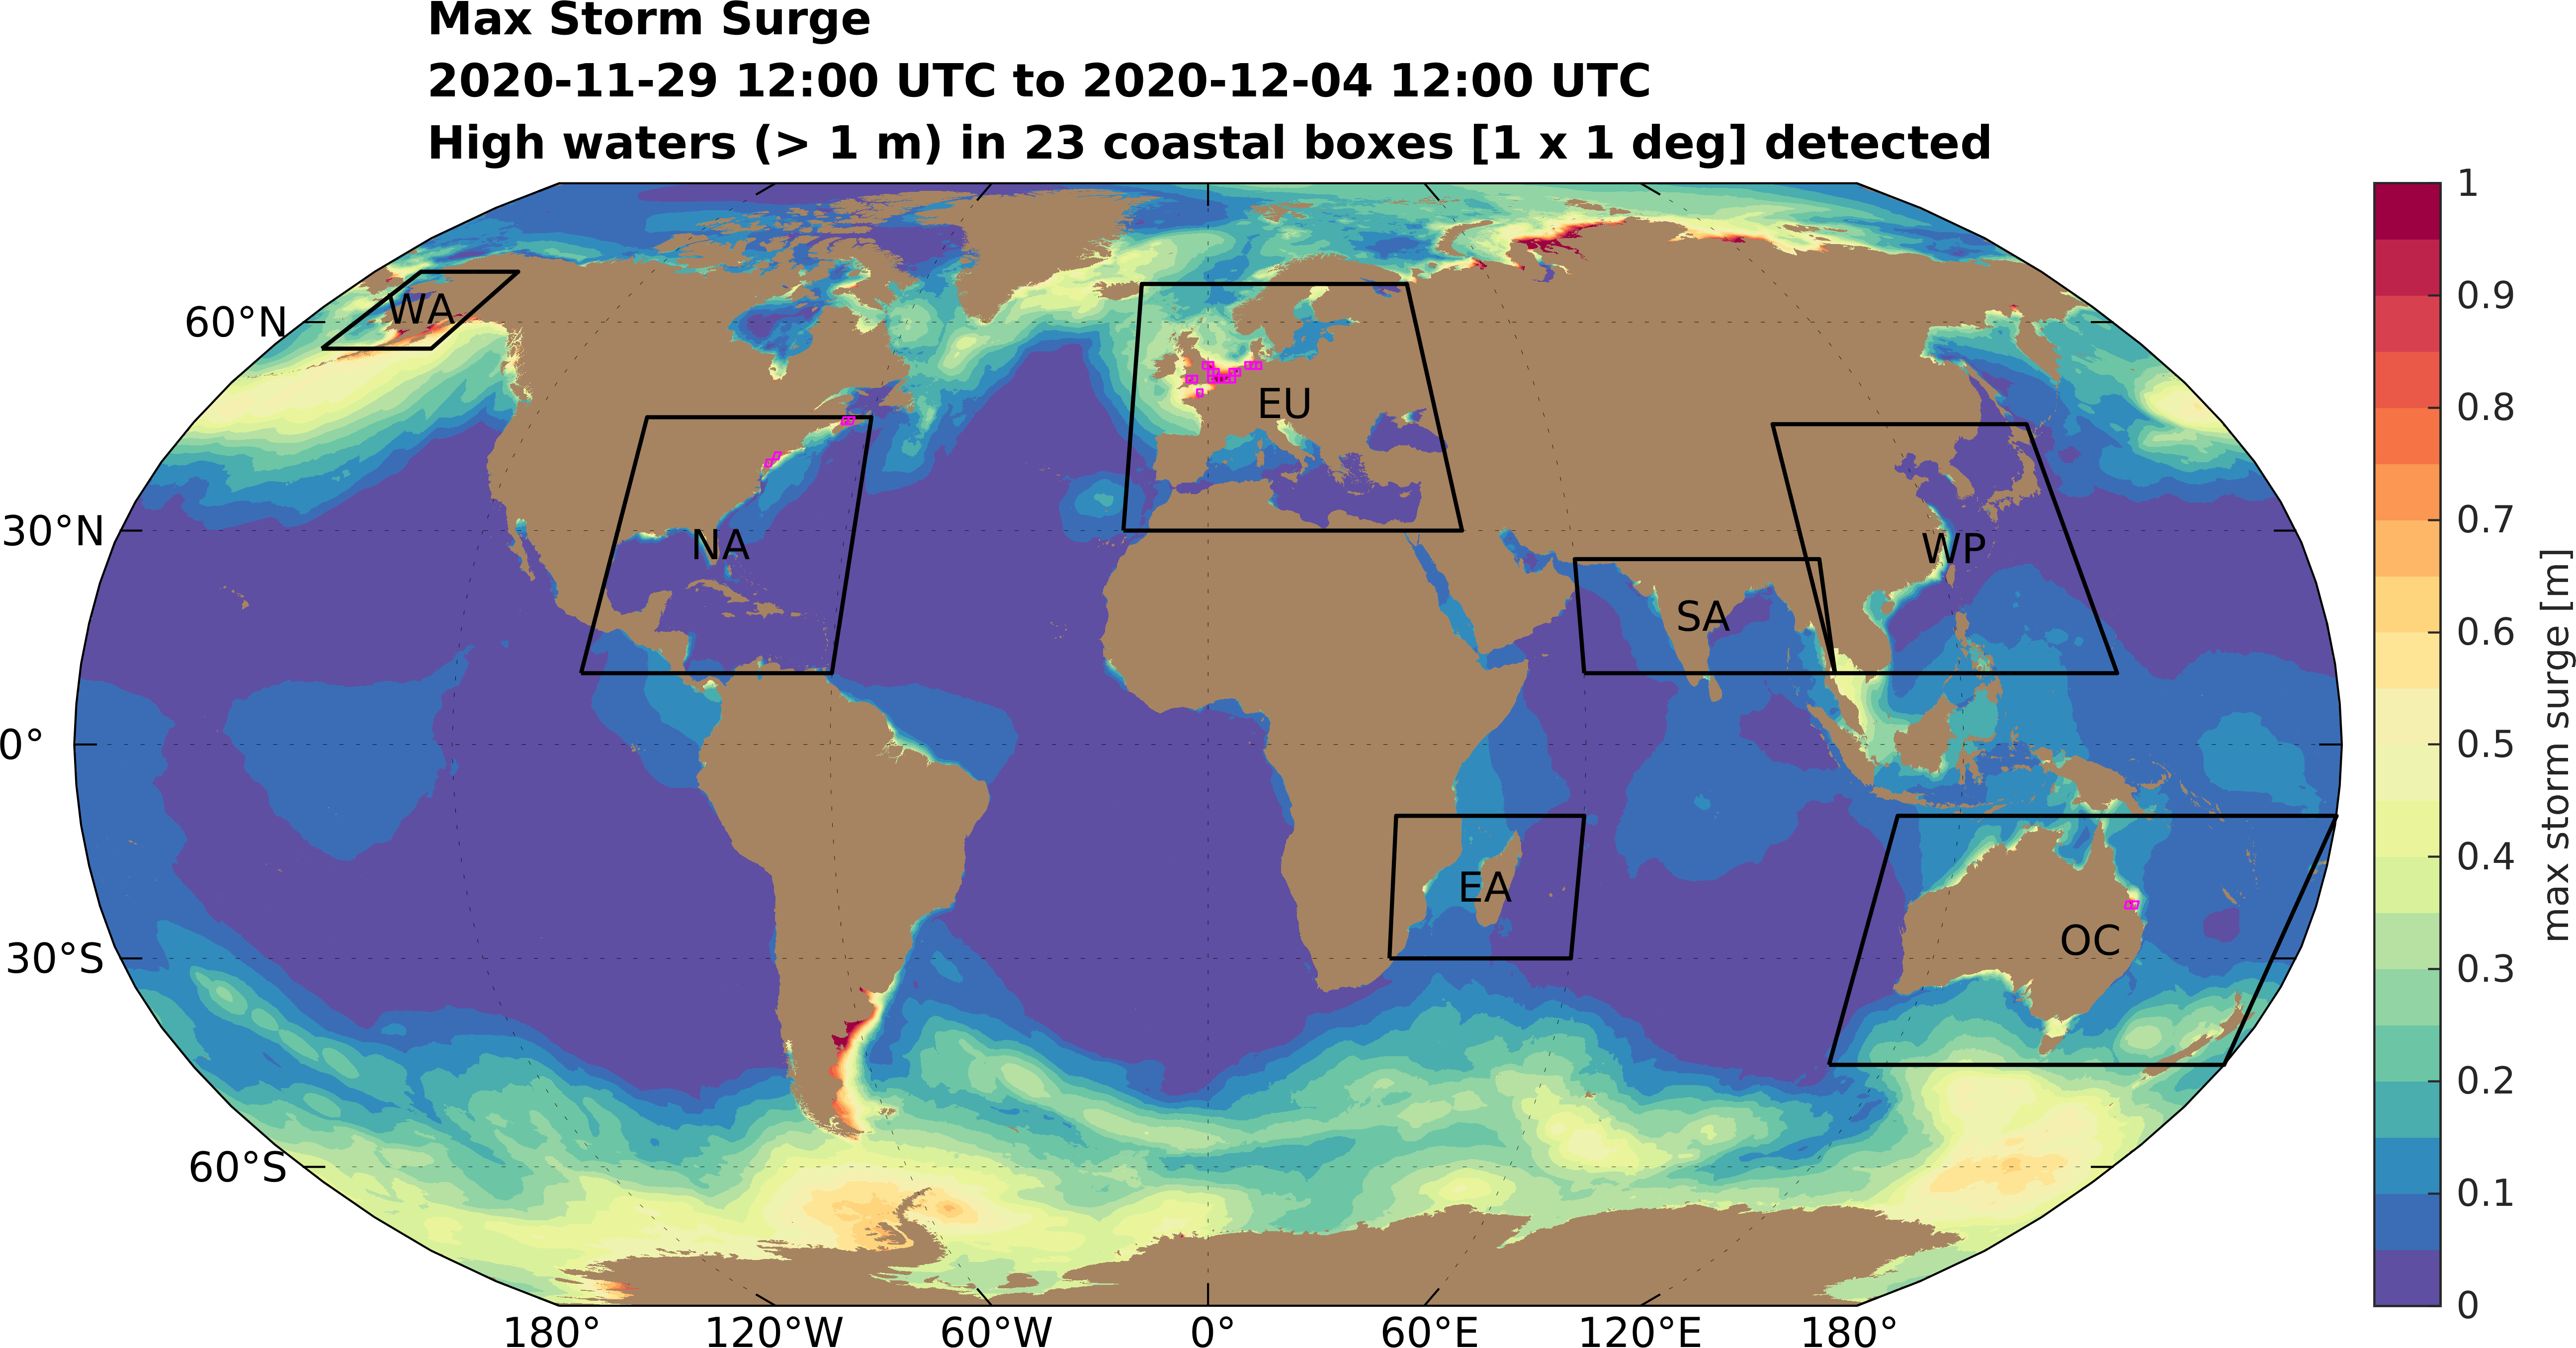 Max Storm Surge
2020-11-29 12:00 UTC to 2020-12-04 12:00 UTC
High waters (> 1 m) in 23 coastal boxes [1 x 1 deg] detected
60°N
30°N
0°
30°S
60°S
WA
NA
EU
SA
WP
EA
OC
180°
120°W
60°W
0°
60°E
120°E
180°
1
0.9
0.8
0.7
0.6
0.5
0.4
0.3
0.2
0.1
0
max storm surge [m]